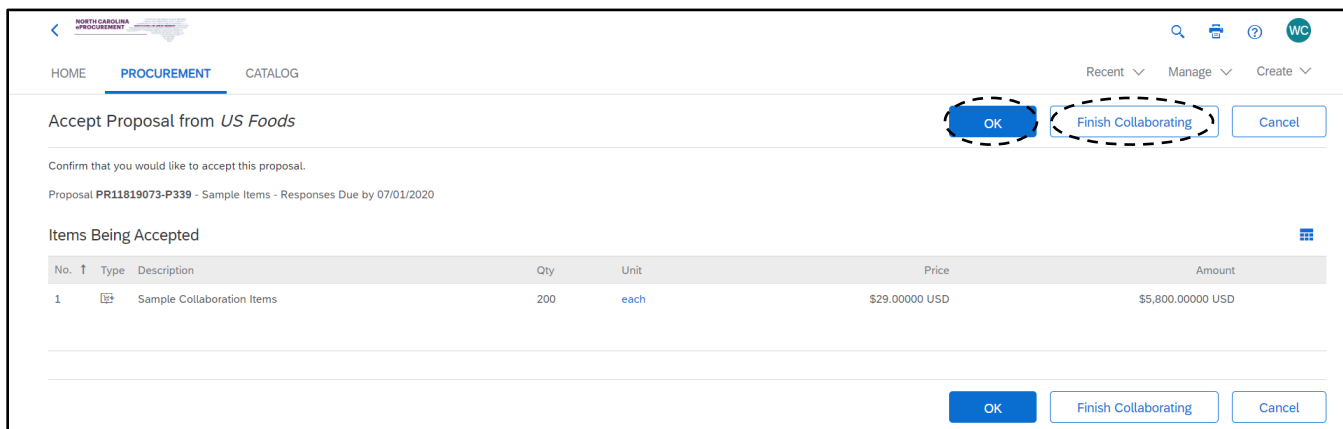 NORTH CAROLINA
ePROCUREMENT
WC
HOME PROCUREMENT CATALOG Recent Manage Create
Accept Proposal from US Foods OK Finish Collaborating Cancel
Confirm that you would like to accept this proposal.
Proposal PR11819073-P339 - Sample Items - Responses Due by 07/01/2020
Items Being Accepted
No. ↑ Type Description Qty Unit Price Amount
1 Sample Collaboration Items 200 each $29.00000 USD $5,800.00000 USD
OK Finish Collaborating Cancel